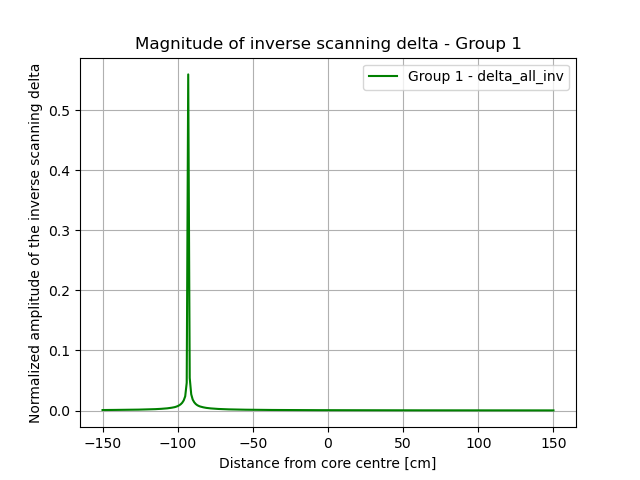 Magnitude of inverse scanning delta - Group 1
Group 1 - delta_all_inv
Normalized amplitude of the inverse scanning delta
0.5
0.4
0.3
0.2
0.1
0.0
−150 −100 −50 0 50 100 150
Distance from core centre [cm]